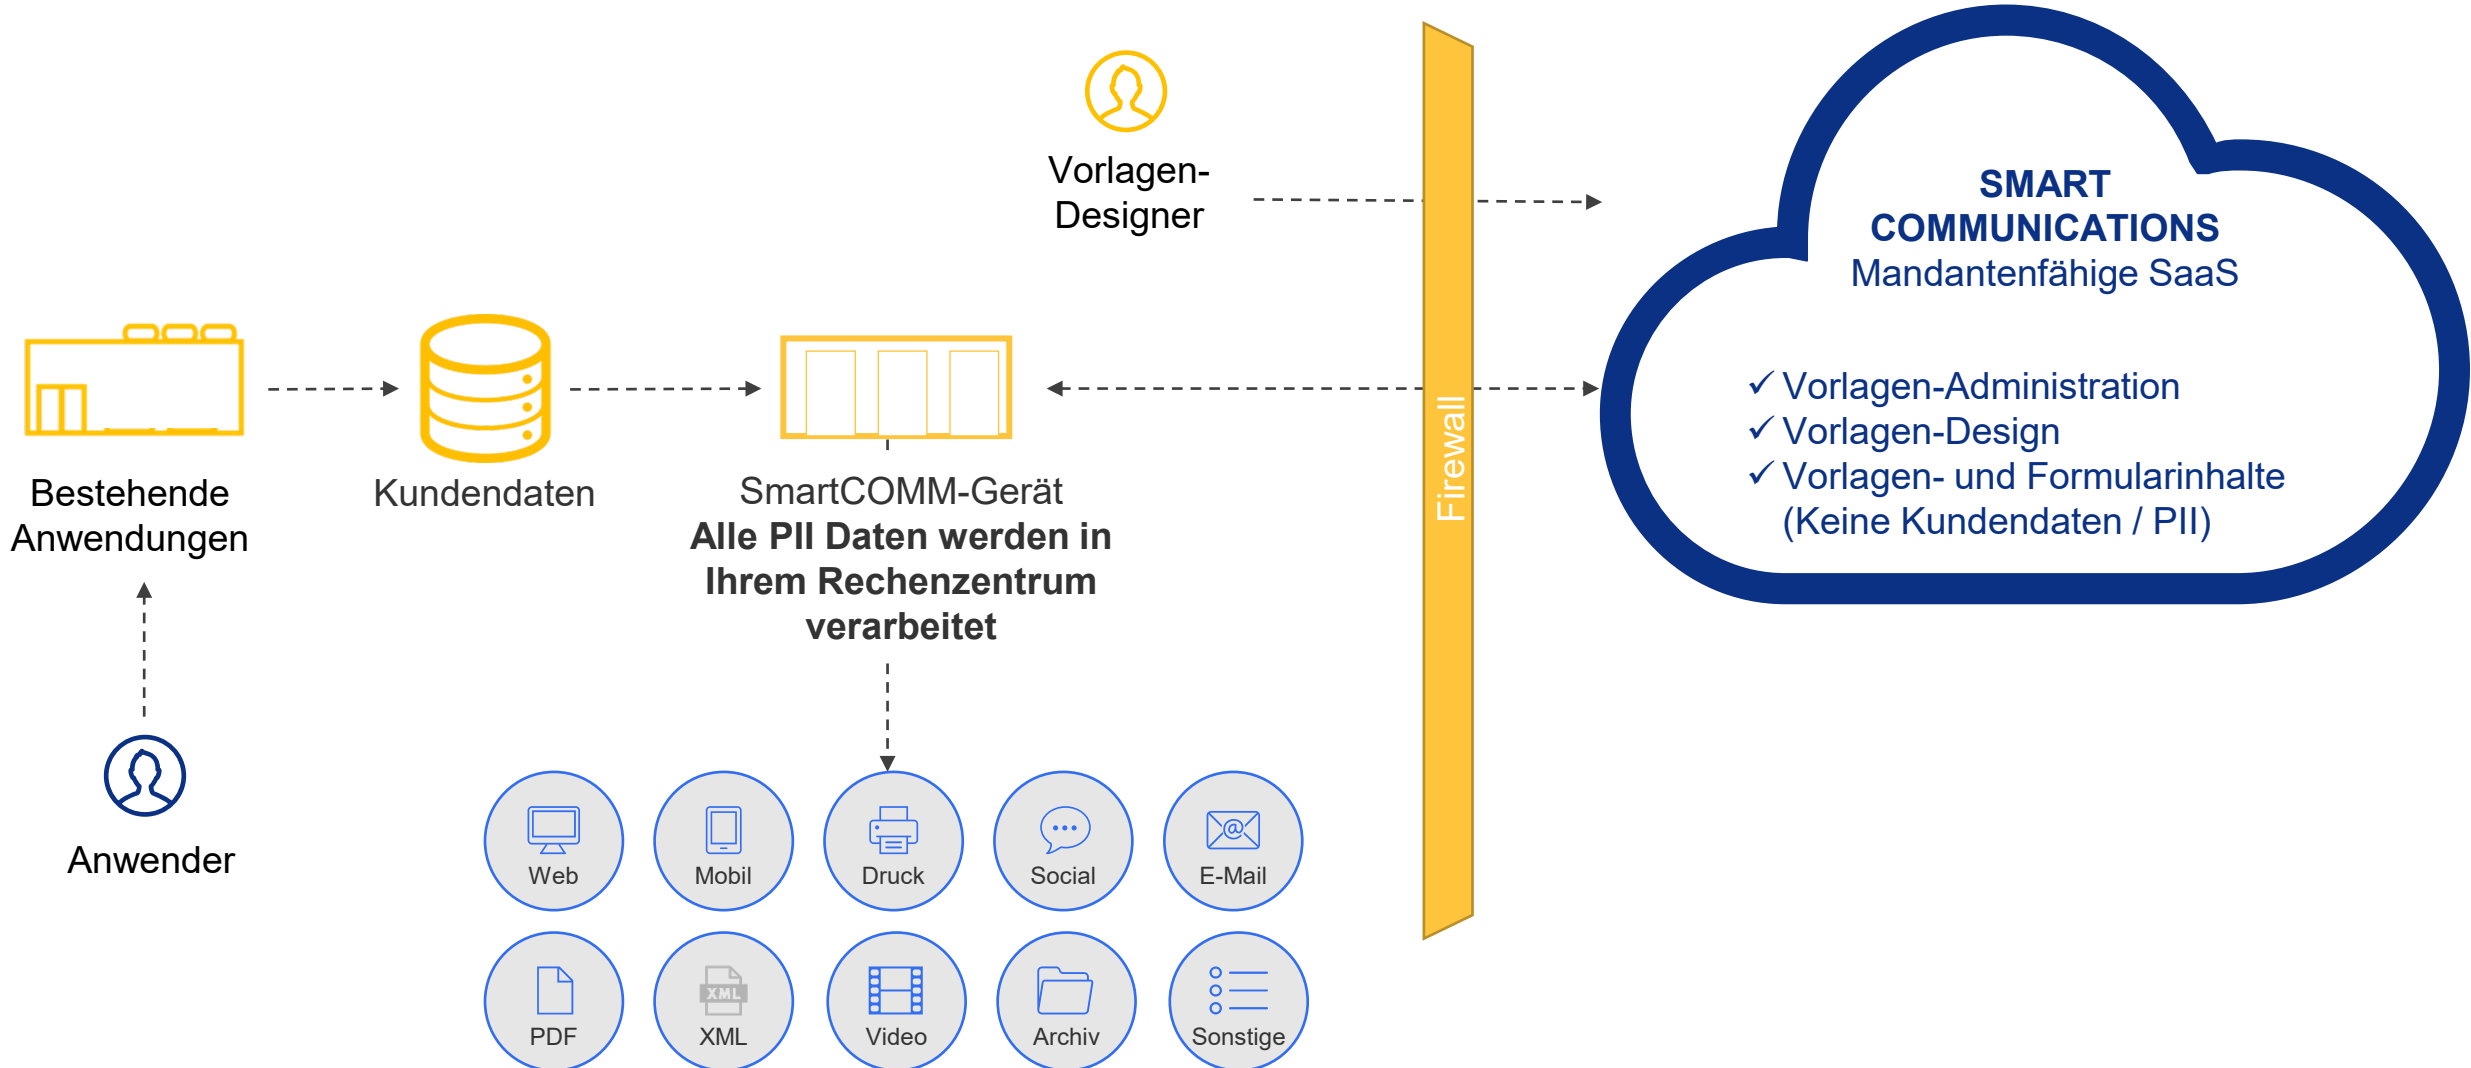 Vorlagen-
Designer
SMART
COMMUNICATIONS
Mandantenfähige SaaS
✓ Vorlagen-Administration
✓ Vorlagen-Design
✓ Vorlagen- und Formularinhalte
(Keine Kundendaten / PII)
Firewall
Bestehende
Anwendungen
Kundendaten
SmartCOMM-Gerät
Alle PII Daten werden in
Ihrem Rechenzentrum
verarbeitet
Anwender
Web
Mobil
Druck
Social
@
E-Mail
PDF
XML
XML
Video
Archiv
Sonstige